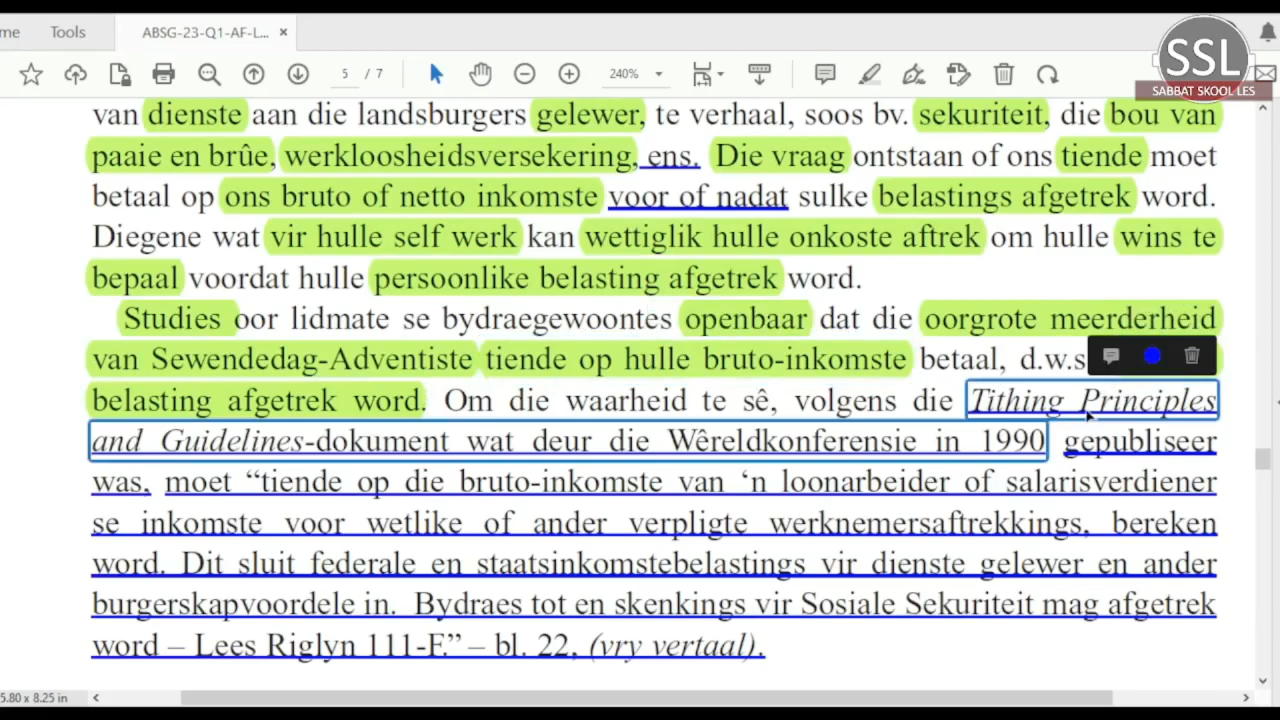 me Tools ABSG-23-Q1-AF-L... ×
SSL
SABBAT SKOOL LES
5 / 7 240%
van dienste aan die landsburgers gelewer, te verhaal, soos bv. sekuriteit, die bou van
paaie en brûe, werkloosheidsversekering, ens. Die vraag ontstaan of ons tiende moet
betaal op ons bruto of netto inkomste voor of nadat sulke belastings afgetrek word.
Diegene wat vir hulle self werk kan wettiglik hulle onkoste aftrek om hulle wins te
bepaal voordat hulle persoonlike belasting afgetrek word.
Studies oor lidmate se bydraegewoontes openbaar dat die oorgrote meerderheid
van Sewendedag-Adventiste tiende op hulle bruto-inkomste betaal, d.w.s
belasting afgetrek word. Om die waarheid te sê, volgens die Tithing Principles
and Guidelines-dokument wat deur die Wêreldkonferensie in 1990 gepubliseer
was, moet “tiende op die bruto-inkomste van ‘n loonarbeider of salarisverdiener
se inkomste voor wetlike of ander verpligte werknemersaftrekkings, bereken
word. Dit sluit federale en staatsinkomstebelastings vir dienste gelewer en ander
burgerskapvoordele in. Bydraes tot en skenkings vir Sosiale Sekuriteit mag afgetrek
word – Lees Riglyn 111-F.” – bl. 22, (vry vertaal).
5.80 x 8.25 in